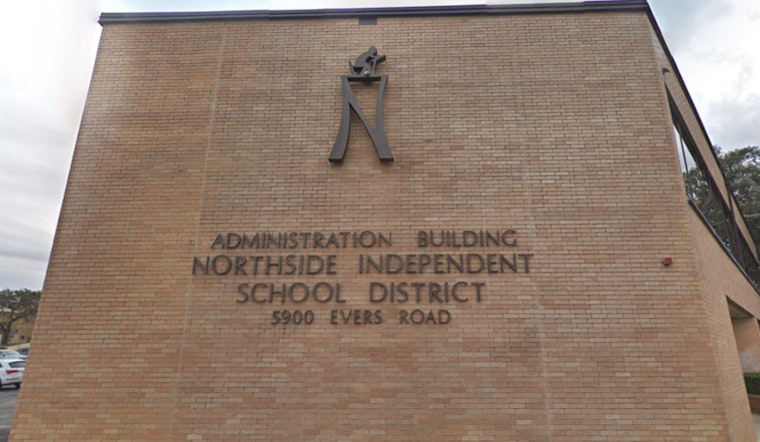 N
ADMINISTRATION BUILDING
NORTHSIDE INDEPENDENT
SCHOOL DISTRICT
5900 EVERS ROAD